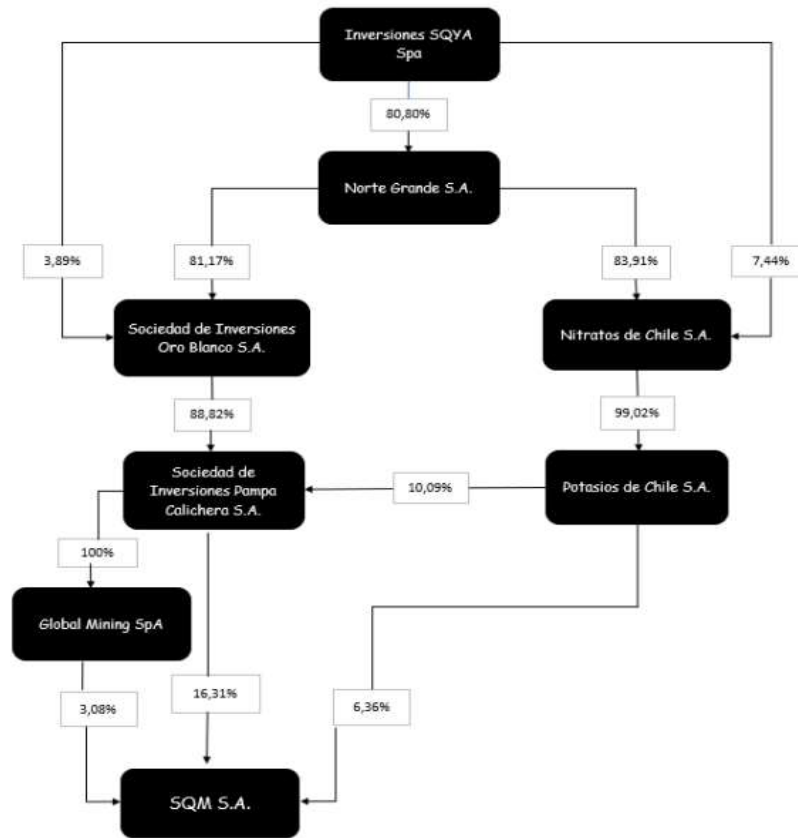 Inversiones SQYA
Spa
80,80%
Norte Grande S.A.
3,89%
81,17%
83,91%
7,44%
Sociedad de Inversiones
Oro Blanco S.A.
Nitratos de Chile S.A.
88,82%
99,02%
Sociedad de
Inversiones Pampa
Calichera S.A.
10,09%
Potasios de Chile S.A.
100%
Global Mining SpA
3,08%
16,31%
6,36%
SQM S.A.